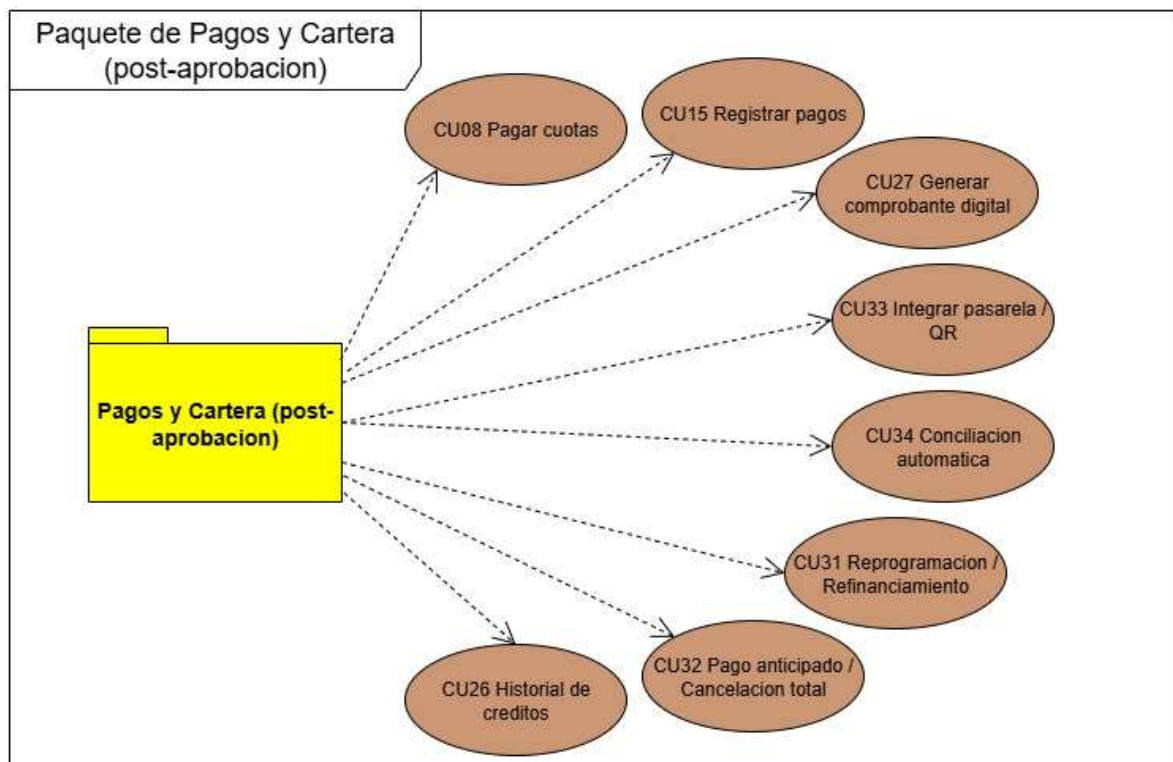 Paquete de Pagos y Cartera
(post-aprobacion)
CU08 Pagar cuotas
CU15 Registrar pagos
CU27 Generar
comprobante digital
CU33 Integrar pasarela /
QR
Pagos y Cartera (post-
aprobacion)
CU34 Conciliacion
automatica
CU31 Reprogramacion /
Refinanciamiento
CU32 Pago anticipado /
Cancelacion total
CU26 Historial de
creditos